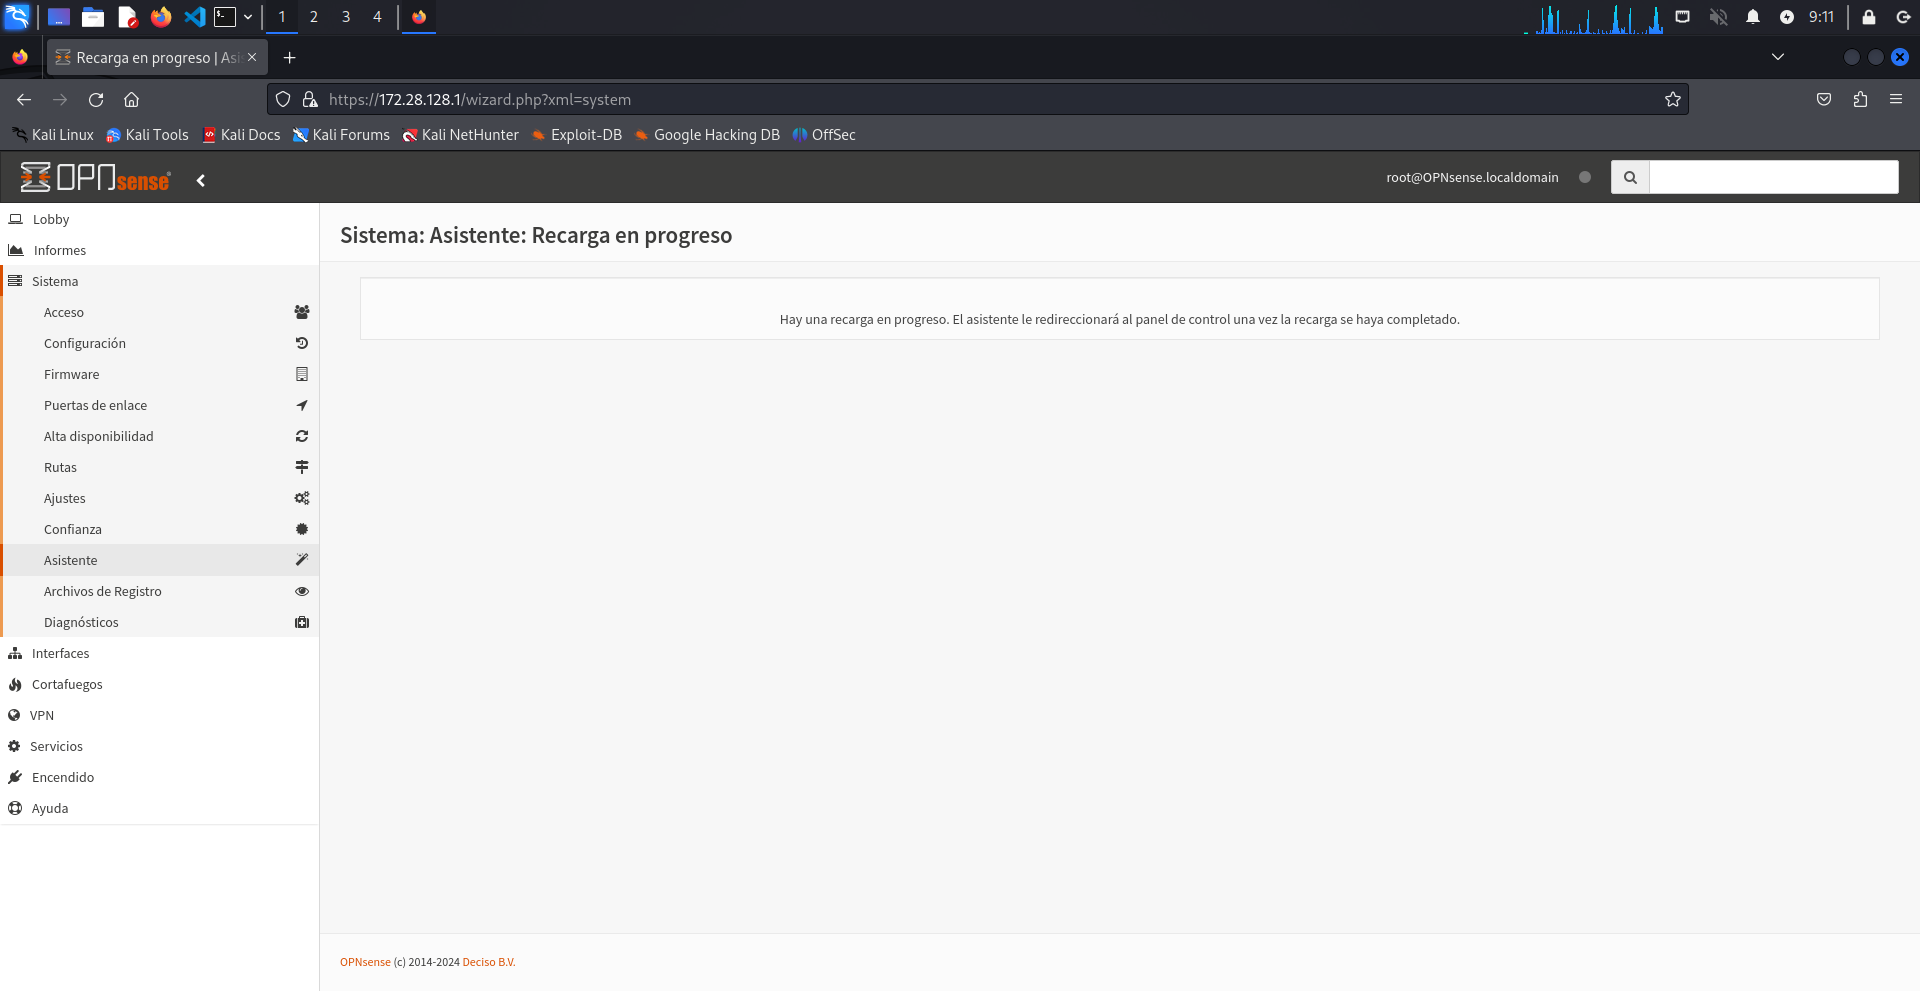 1 2 3 4
9:11
Recarga en progreso | Asi
https://172.28.128.1/wizard.php?xml=system
Kali Linux Kali Tools Kali Docs Kali Forums Kali NetHunter Exploit-DB Google Hacking DB OffSec
OPNsense
root@OPNsense.localdomain
Lobby
Informes
Sistema
Acceso
Configuración
Firmware
Puertas de enlace
Alta disponibilidad
Rutas
Ajustes
Confianza
Asistente
Archivos de Registro
Diagnósticos
Interfaces
Cortafuegos
VPN
Servicios
Encendido
Ayuda
Sistema: Asistente: Recarga en progreso
Hay una recarga en progreso. El asistente le redireccionará al panel de control una vez la recarga se haya completado.
OPNsense (c) 2014-2024 Deciso B.V.